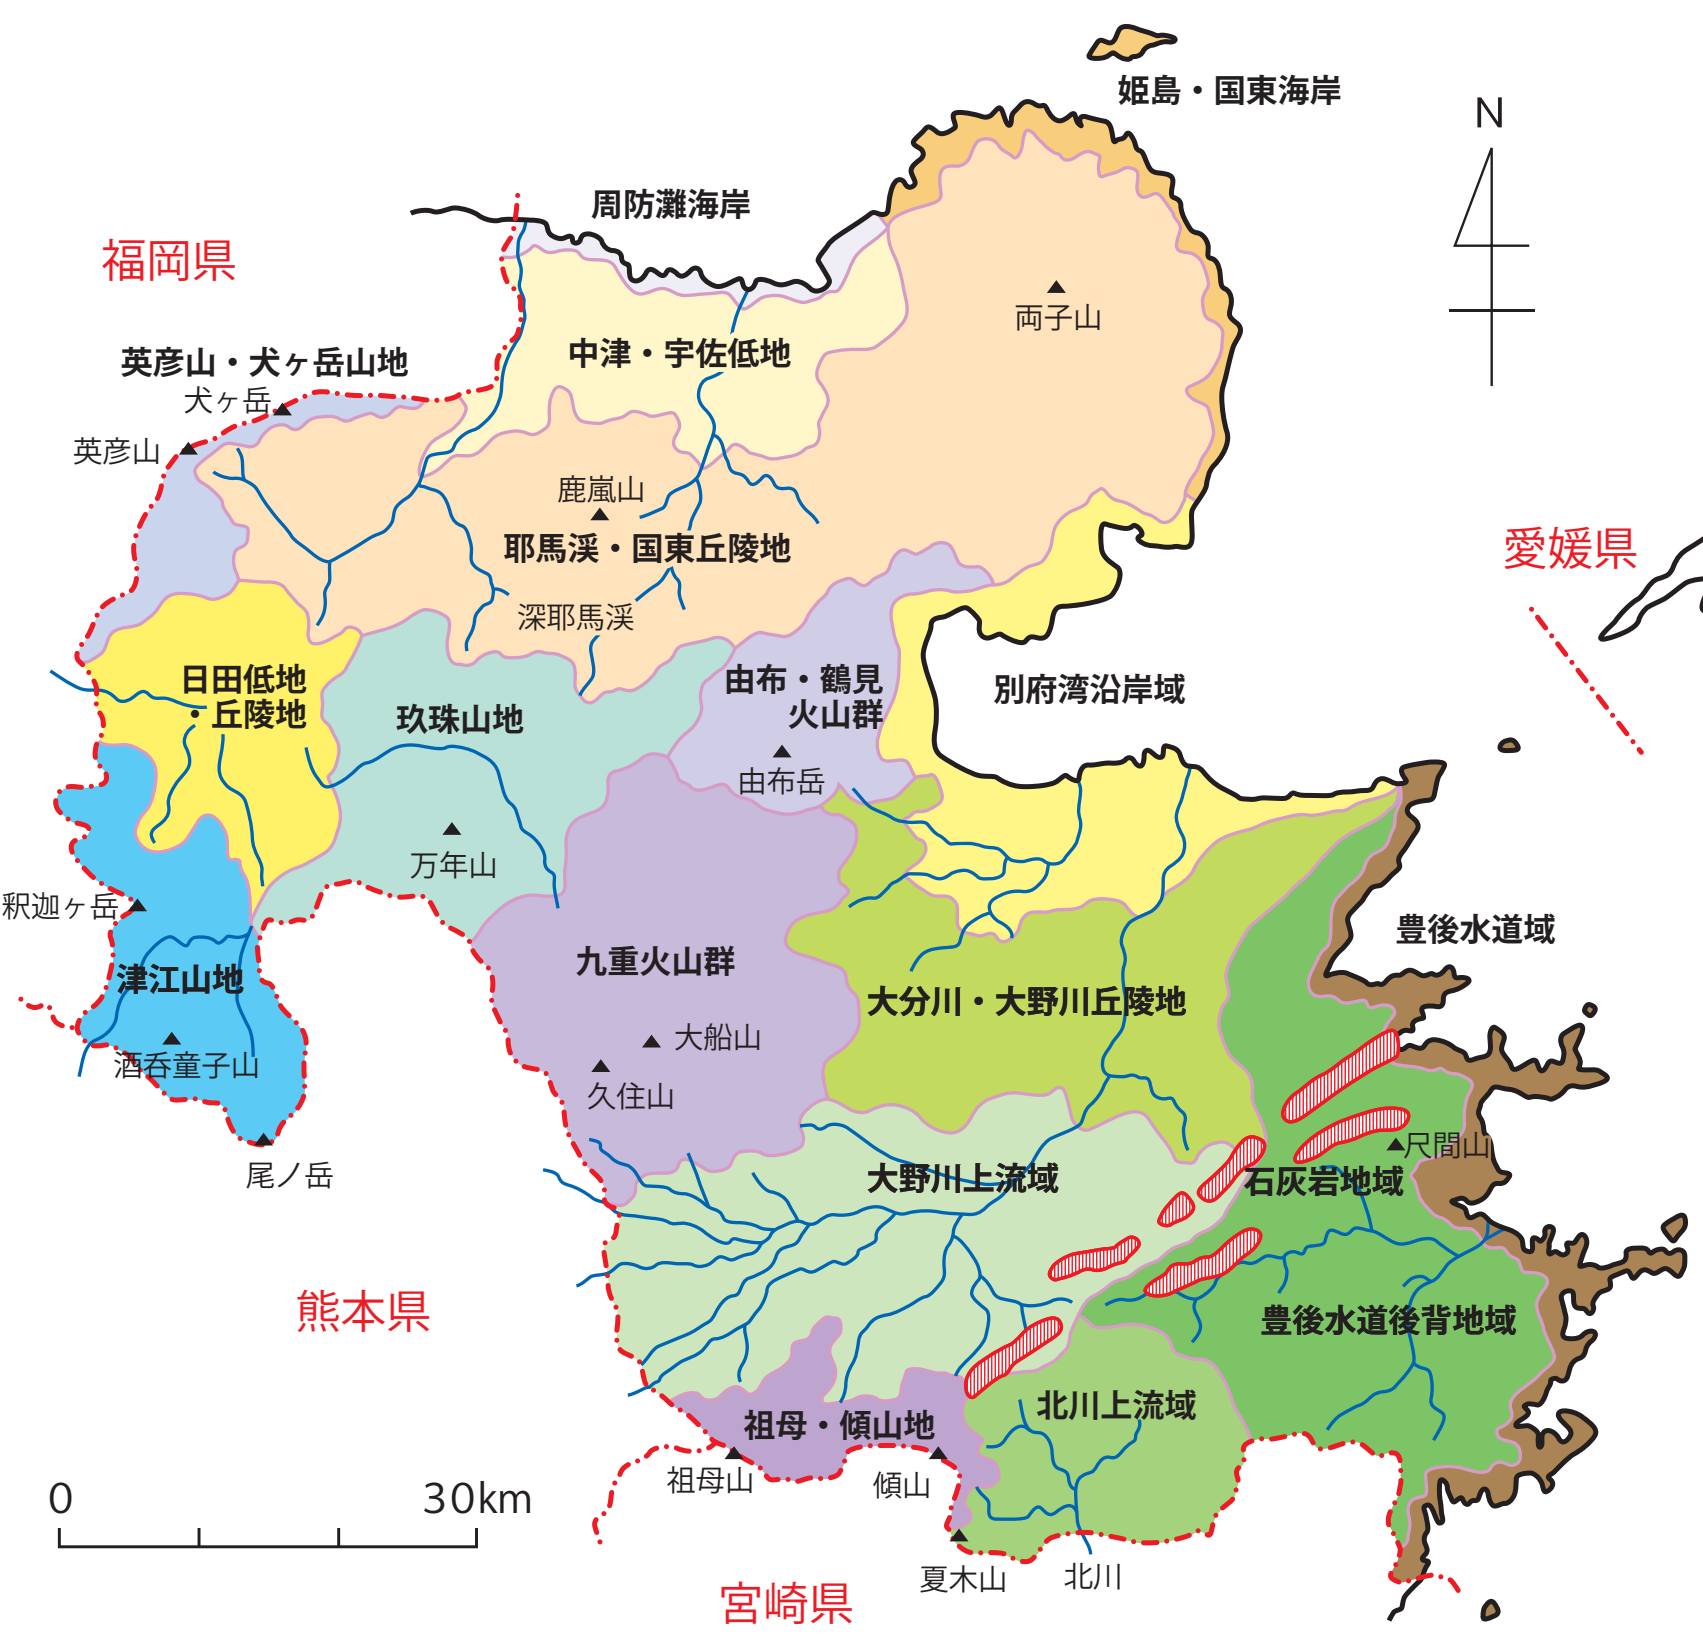 姫島・国東海岸
N
周防灘海岸
福岡県
両子山
中津・宇佐低地
英彦山・犬ヶ岳山地
犬ヶ岳
英彦山
鹿嵐山
耶馬渓・国東丘陵地
愛媛県
深耶馬渓
日田低地
・丘陵地
玖珠山地
由布・鶴見
火山群
別府湾沿岸域
由布岳
万年山
釈迦ヶ岳
豊後水道域
九重火山群
津江山地
大分川・大野川丘陵地
大船山
酒呑童子山
久住山
尺間山
尾ノ岳
大野川上流域
石灰岩地域
熊本県
豊後水道後背地域
北川上流域
祖母・傾山地
祖母山
傾山
0
30km
夏木山
北川
宮崎県